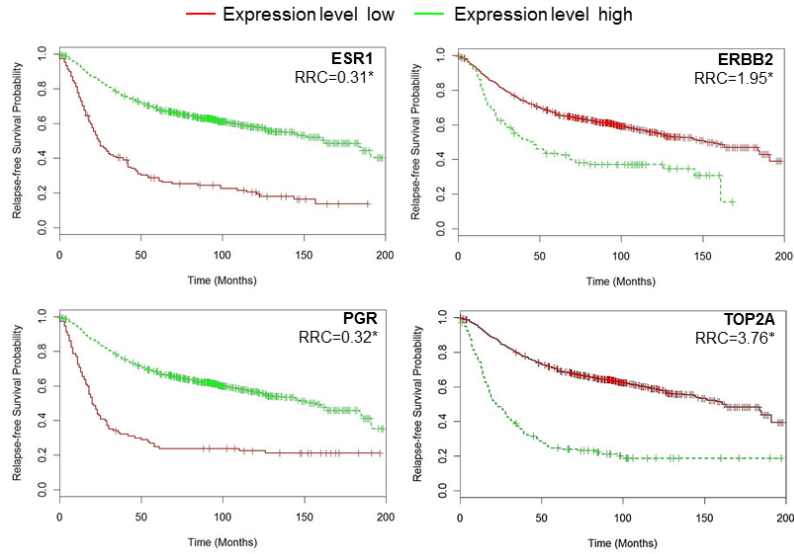 Expression level low Expression level high
ESR1
RRC=0.31*
Relapse-free Survival Probability
1.0
0.8
0.6
0.4
0.2
0.0
0 50 100 150 200
Time (Months)
ERBB2
RRC=1.95*
Relapse-free Survival Probability
1.0
0.8
0.6
0.4
0.2
0.0
0 50 100 150 200
Time (Months)
PGR
RRC=0.32*
Relapse-free Survival Probability
1.0
0.8
0.6
0.4
0.2
0.0
0 50 100 150 200
Time (Months)
TOP2A
RRC=3.76*
Relapse-free Survival Probability
1.0
0.8
0.6
0.4
0.2
0.0
0 50 100 150 200
Time (Months)